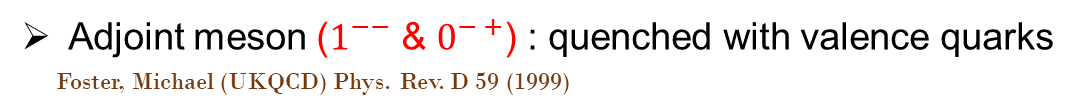 ➢ Adjoint meson (1⁻⁻ & 0⁻⁺) : quenched with valence quarks
Foster, Michael (UKQCD) Phys. Rev. D 59 (1999)